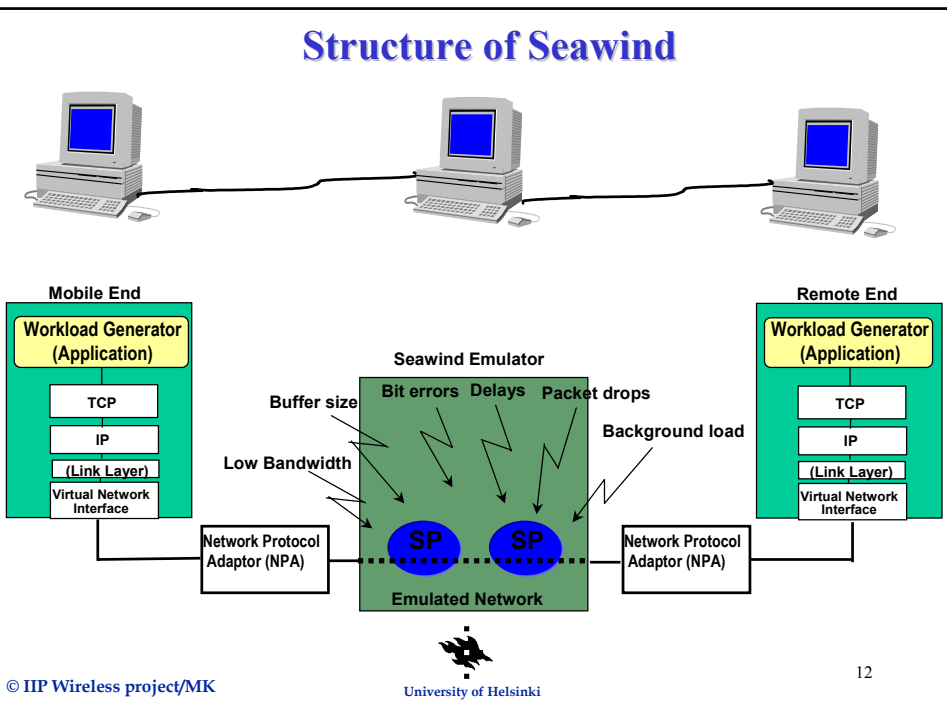 Structure of Seawind
Mobile End
Workload Generator
(Application)
TCP
IP
(Link Layer)
Virtual Network
Interface
Network Protocol
Adaptor (NPA)
Seawind Emulator
Buffer size
Bit errors
Delays
Packet drops
Low Bandwidth
Background load
SP
SP
Emulated Network
Remote End
Workload Generator
(Application)
TCP
IP
(Link Layer)
Virtual Network
Interface
Network Protocol
Adaptor (NPA)
© IIP Wireless project/MK
University of Helsinki
12